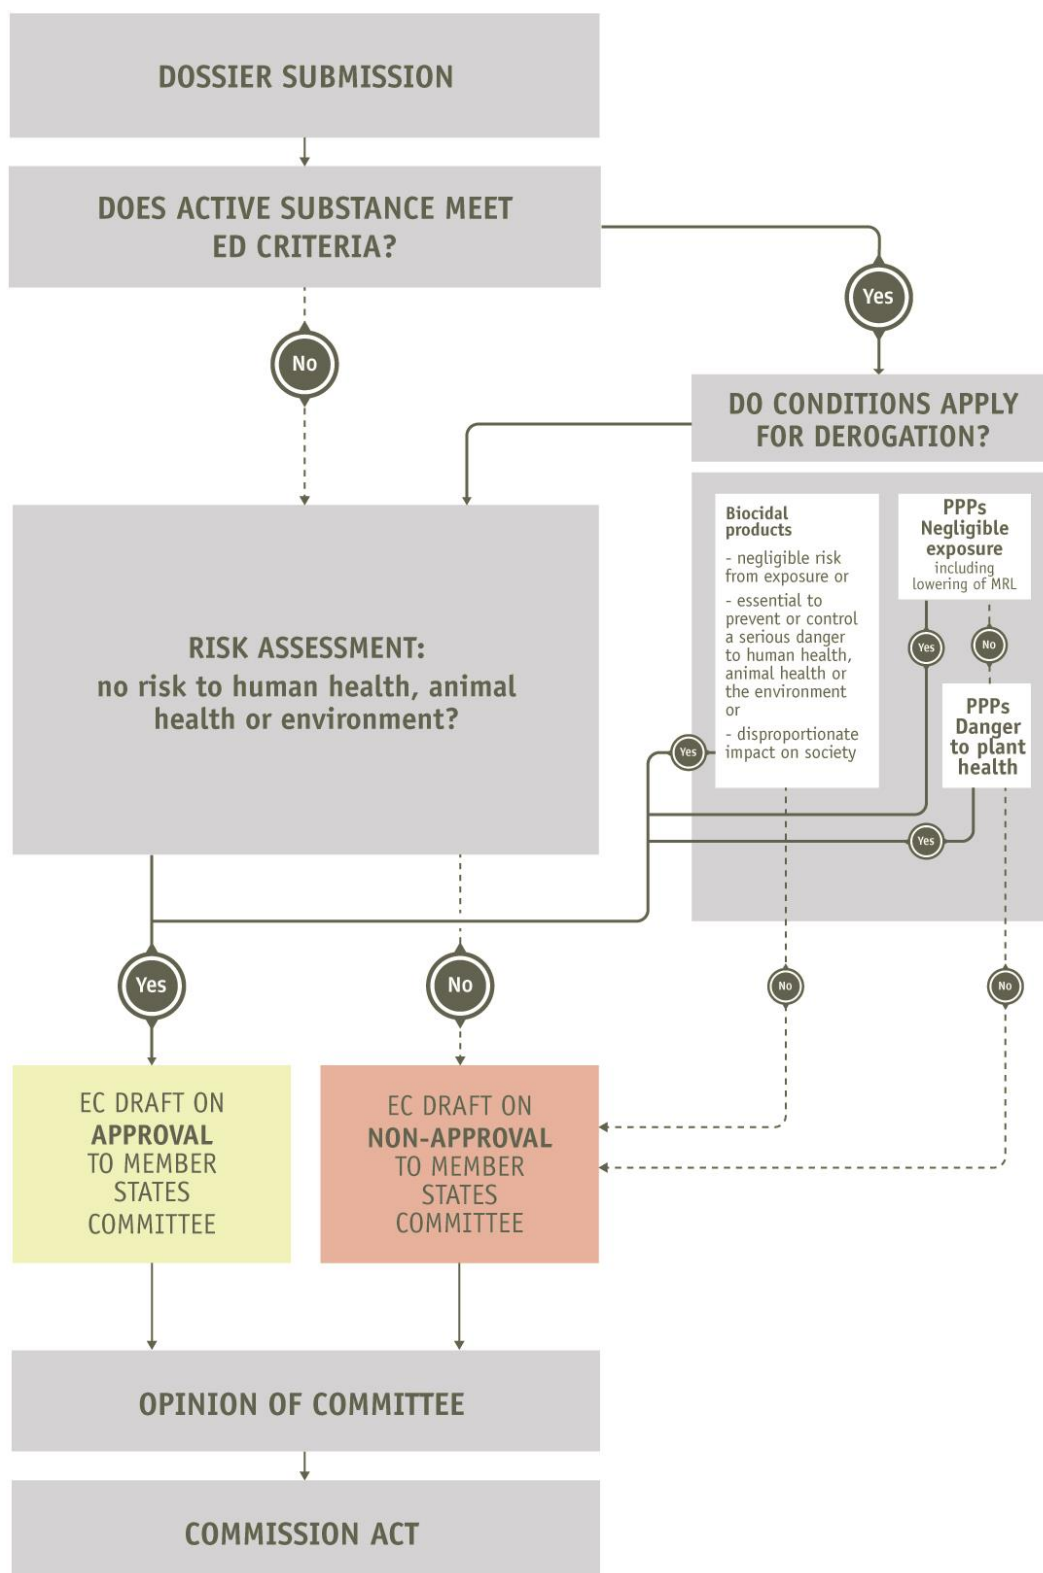 DOSSIER SUBMISSION
DOES ACTIVE SUBSTANCE MEET
ED CRITERIA?
Yes
No
DO CONDITIONS APPLY
FOR DEROGATION?
Biocidal
products
- negligible risk
from exposure or
- essential to
prevent or control
a serious danger
to human health,
animal health or
the environment
or
- disproportionate
impact on society
PPPs
Negligible
exposure
including
lowering of MRL
Yes
No
PPPs
Danger
to plant
health
Yes
Yes
RISK ASSESSMENT:
no risk to human health, animal
health or environment?
Yes
No
No
No
EC DRAFT ON
APPROVAL
TO MEMBER
STATES
COMMITTEE
EC DRAFT ON
NON-APPROVAL
TO MEMBER
STATES
COMMITTEE
OPINION OF COMMITTEE
COMMISSION ACT